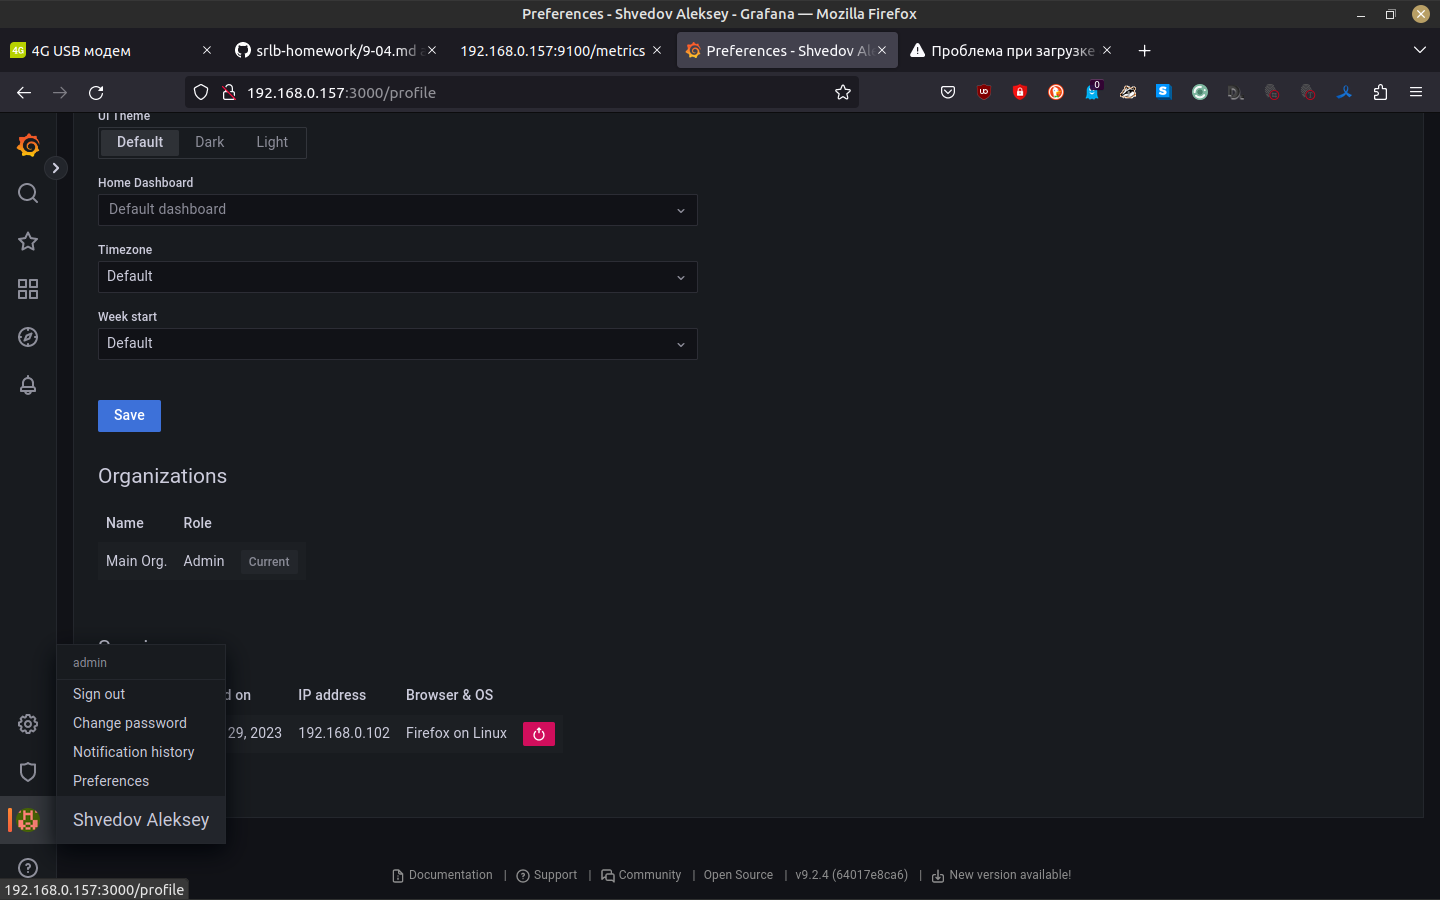 Preferences - Shvedov Aleksey - Grafana — Mozilla Firefox
4G 4G USB модем
srlb-homework/9-04.md
192.168.0.157:9100/metrics
Preferences - Shvedov Al
Проблема при загрузке
192.168.0.157:3000/profile
0
UI Theme
Default Dark Light
Home Dashboard
Default dashboard
Timezone
Default
Week start
Default
Save
Organizations
Name Role
Main Org. Admin Current
d on IP address Browser & OS
29, 2023 192.168.0.102 Firefox on Linux
admin
Sign out
Change password
Notification history
Preferences
Shvedov Aleksey
Documentation | Support | Community | Open Source | v9.2.4 (64017e8ca6) | New version available!
192.168.0.157:3000/profile